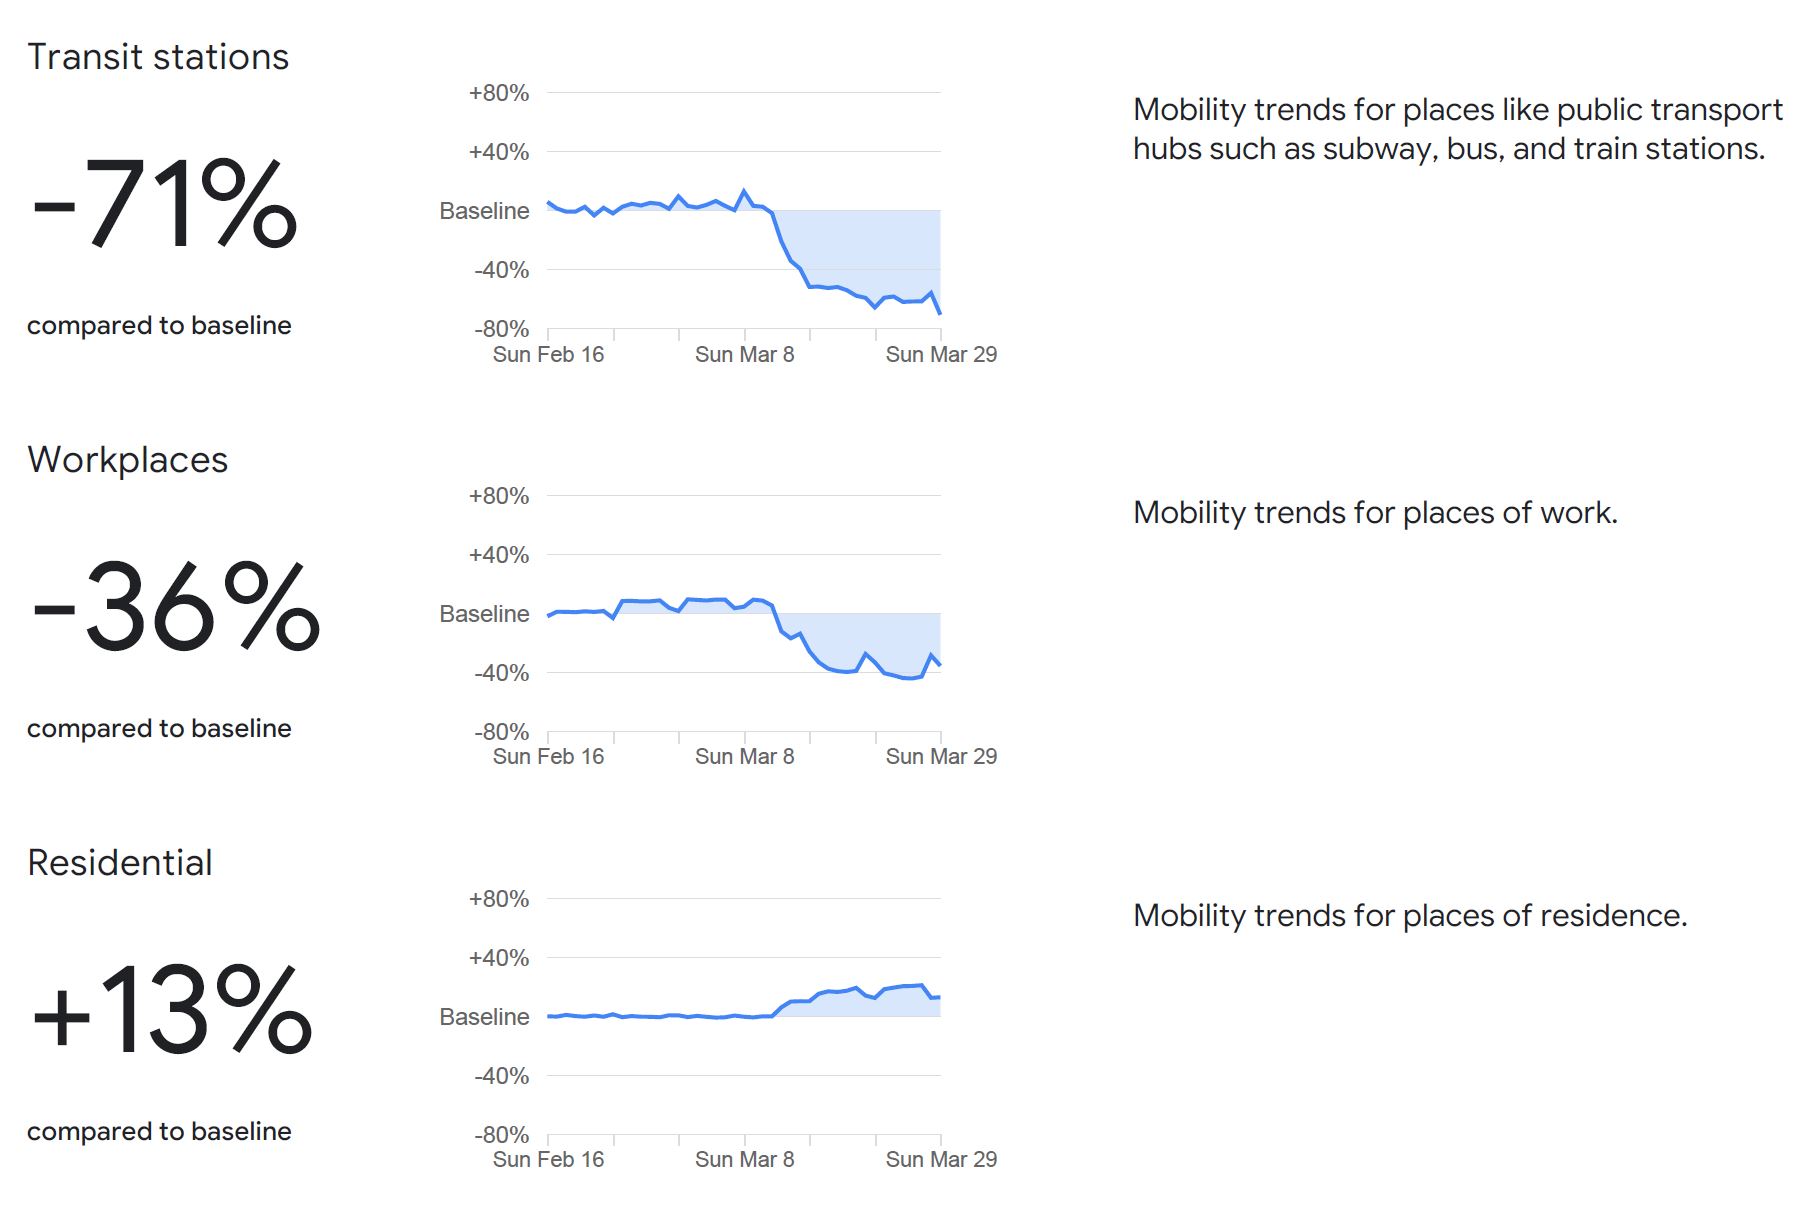 Transit stations
-71%
compared to baseline
+80%
+40%
Baseline
-40%
-80%
Sun Feb 16
Sun Mar 8
Sun Mar 29
Mobility trends for places like public transport
hubs such as subway, bus, and train stations.
Workplaces
-36%
compared to baseline
+80%
+40%
Baseline
-40%
-80%
Sun Feb 16
Sun Mar 8
Sun Mar 29
Mobility trends for places of work.
Residential
+13%
compared to baseline
+80%
+40%
Baseline
-40%
-80%
Sun Feb 16
Sun Mar 8
Sun Mar 29
Mobility trends for places of residence.